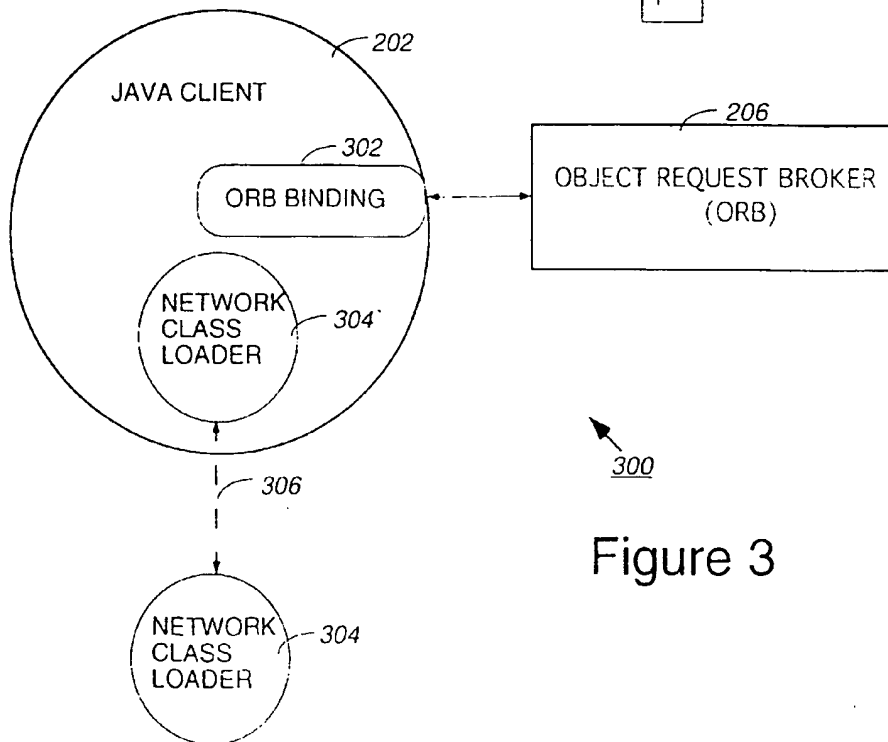 202
JAVA CLIENT
206
302
ORB BINDING
OBJECT REQUEST BROKER
(ORB)
NETWORK
CLASS
LOADER
304'
300
306
Figure 3
NETWORK
CLASS
LOADER
304